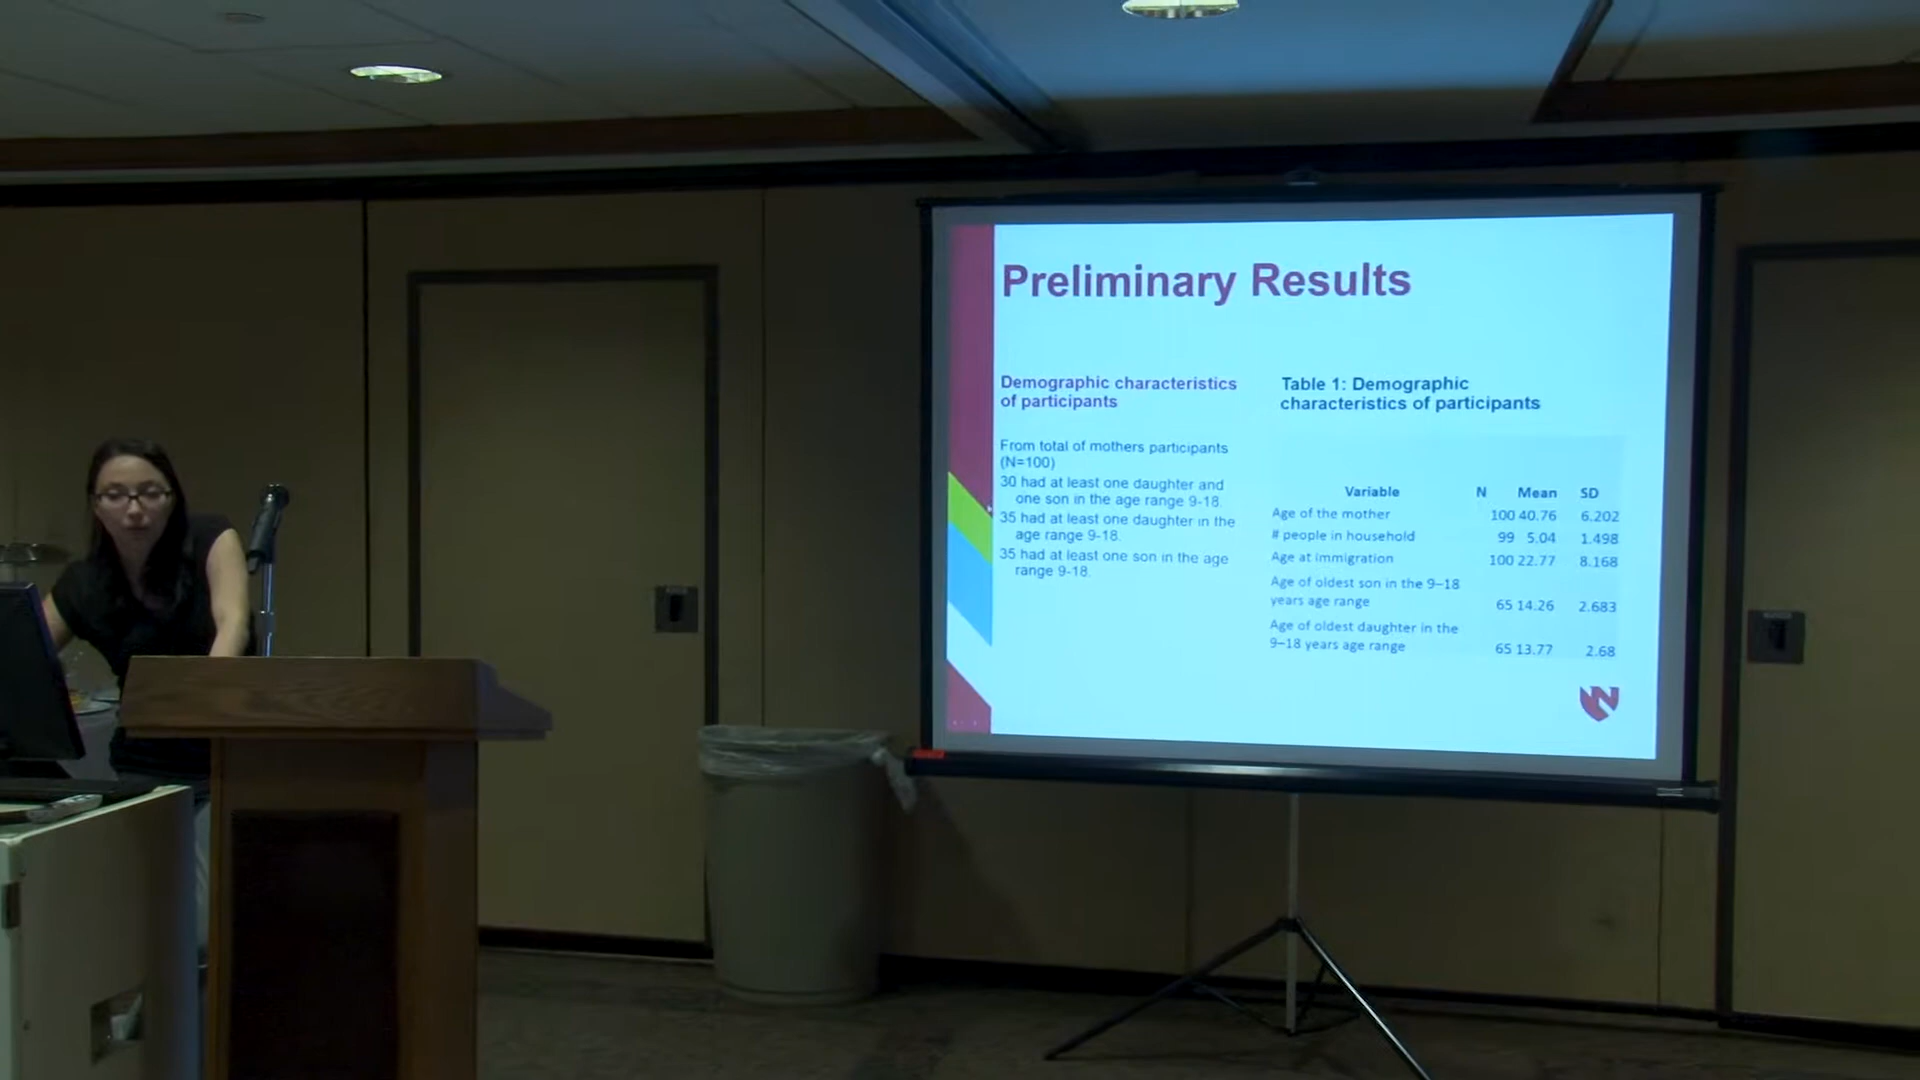 Preliminary Results
Demographic characteristics
of participants
From total of mothers participants
(N=100)
30 had at least one daughter and
one son in the age range 9-18.
35 had at least one daughter in the
age range 9-18.
35 had at least one son in the age
range 9-18.
Table 1: Demographic
characteristics of participants
Variable N Mean SD
Age of the mother 100 40.76 6.202
# people in household 99 5.04 1.498
Age at immigration 100 22.77 8.168
Age of oldest son in the 9–18
years age range 65 14.26 2.683
Age of oldest daughter in the
9–18 years age range 65 13.77 2.68
N